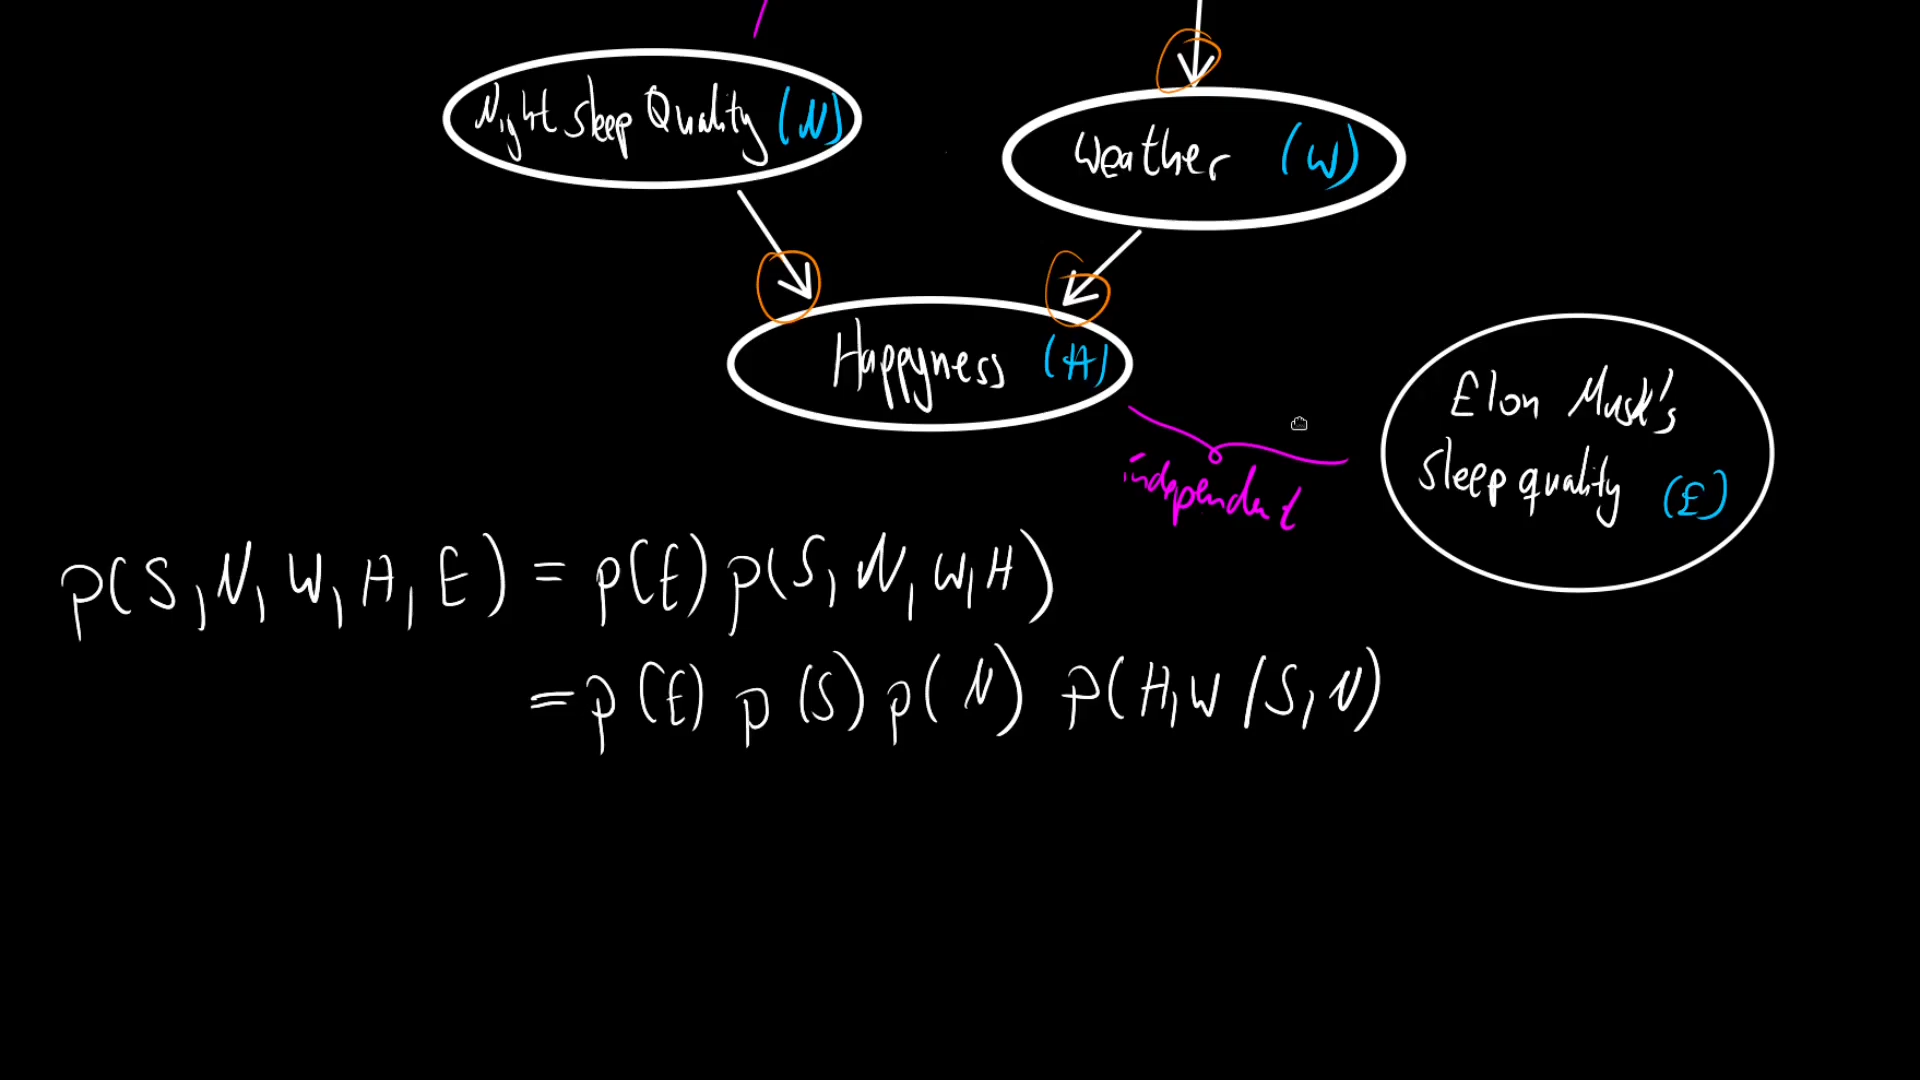 Night Sleep Quality (N)
Weather (W)
Happyness (H)
Elon Musk's
Sleep quality (E)
independent
p(S, N, W, H, E) = p(E) p(S, N, W, H)
= p(E) p(S) p(N) p(H, W / S, N)